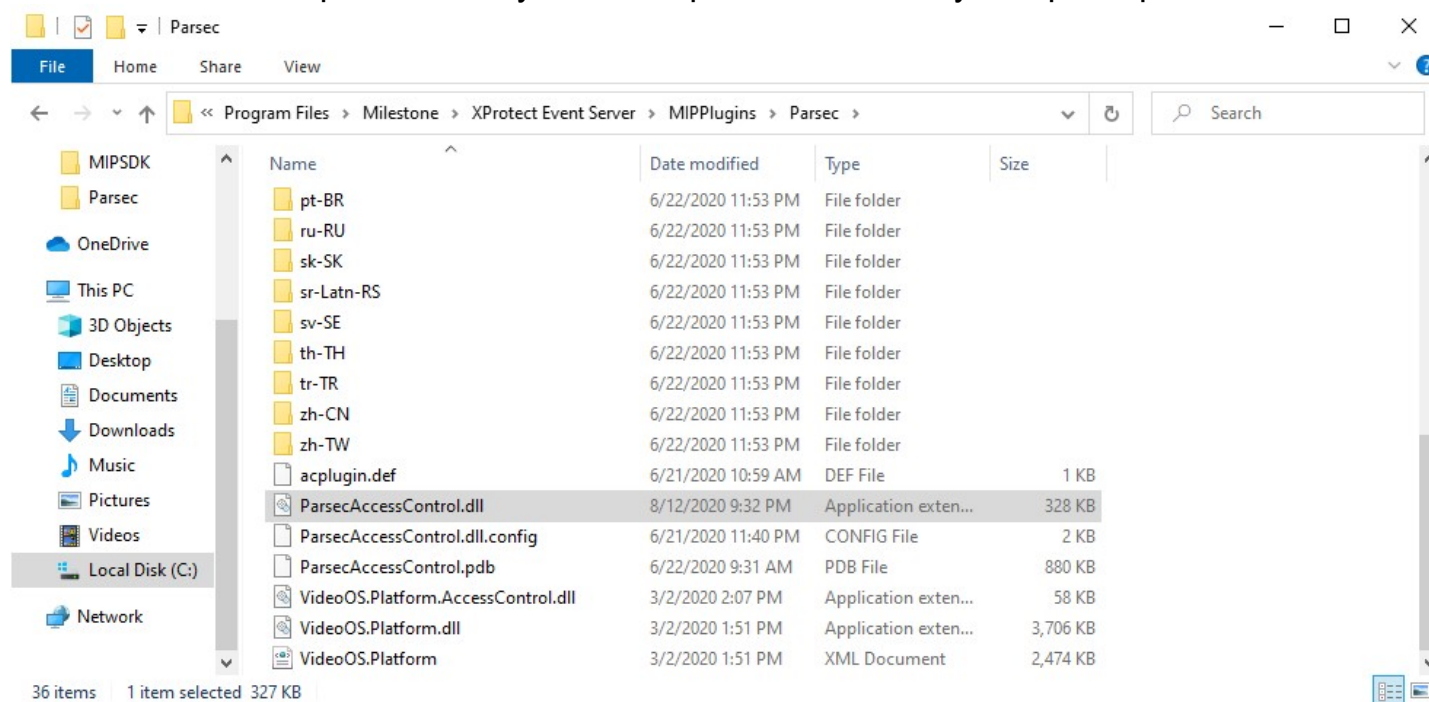 Parsec
File Home Share View
« Program Files › Milestone › XProtect Event Server › MIPPlugins › Parsec › Search
Name Date modified Type Size
MIPSDK
Parsec
OneDrive
This PC
3D Objects
Desktop
Documents
Downloads
Music
Pictures
Videos
Local Disk (C:)
Network
pt-BR 6/22/2020 11:53 PM File folder
ru-RU 6/22/2020 11:53 PM File folder
sk-SK 6/22/2020 11:53 PM File folder
sr-Latn-RS 6/22/2020 11:53 PM File folder
sv-SE 6/22/2020 11:53 PM File folder
th-TH 6/22/2020 11:53 PM File folder
tr-TR 6/22/2020 11:53 PM File folder
zh-CN 6/22/2020 11:53 PM File folder
zh-TW 6/22/2020 11:53 PM File folder
acplugin.def 6/21/2020 10:59 AM DEF File 1 KB
ParsecAccessControl.dll 8/12/2020 9:32 PM Application exten... 328 KB
ParsecAccessControl.dll.config 6/21/2020 11:40 PM CONFIG File 2 KB
ParsecAccessControl.pdb 6/22/2020 9:31 AM PDB File 880 KB
VideoOS.Platform.AccessControl.dll 3/2/2020 2:07 PM Application exten... 58 KB
VideoOS.Platform.dll 3/2/2020 1:51 PM Application exten... 3,706 KB
VideoOS.Platform 3/2/2020 1:51 PM XML Document 2,474 KB
36 items 1 item selected 327 KB